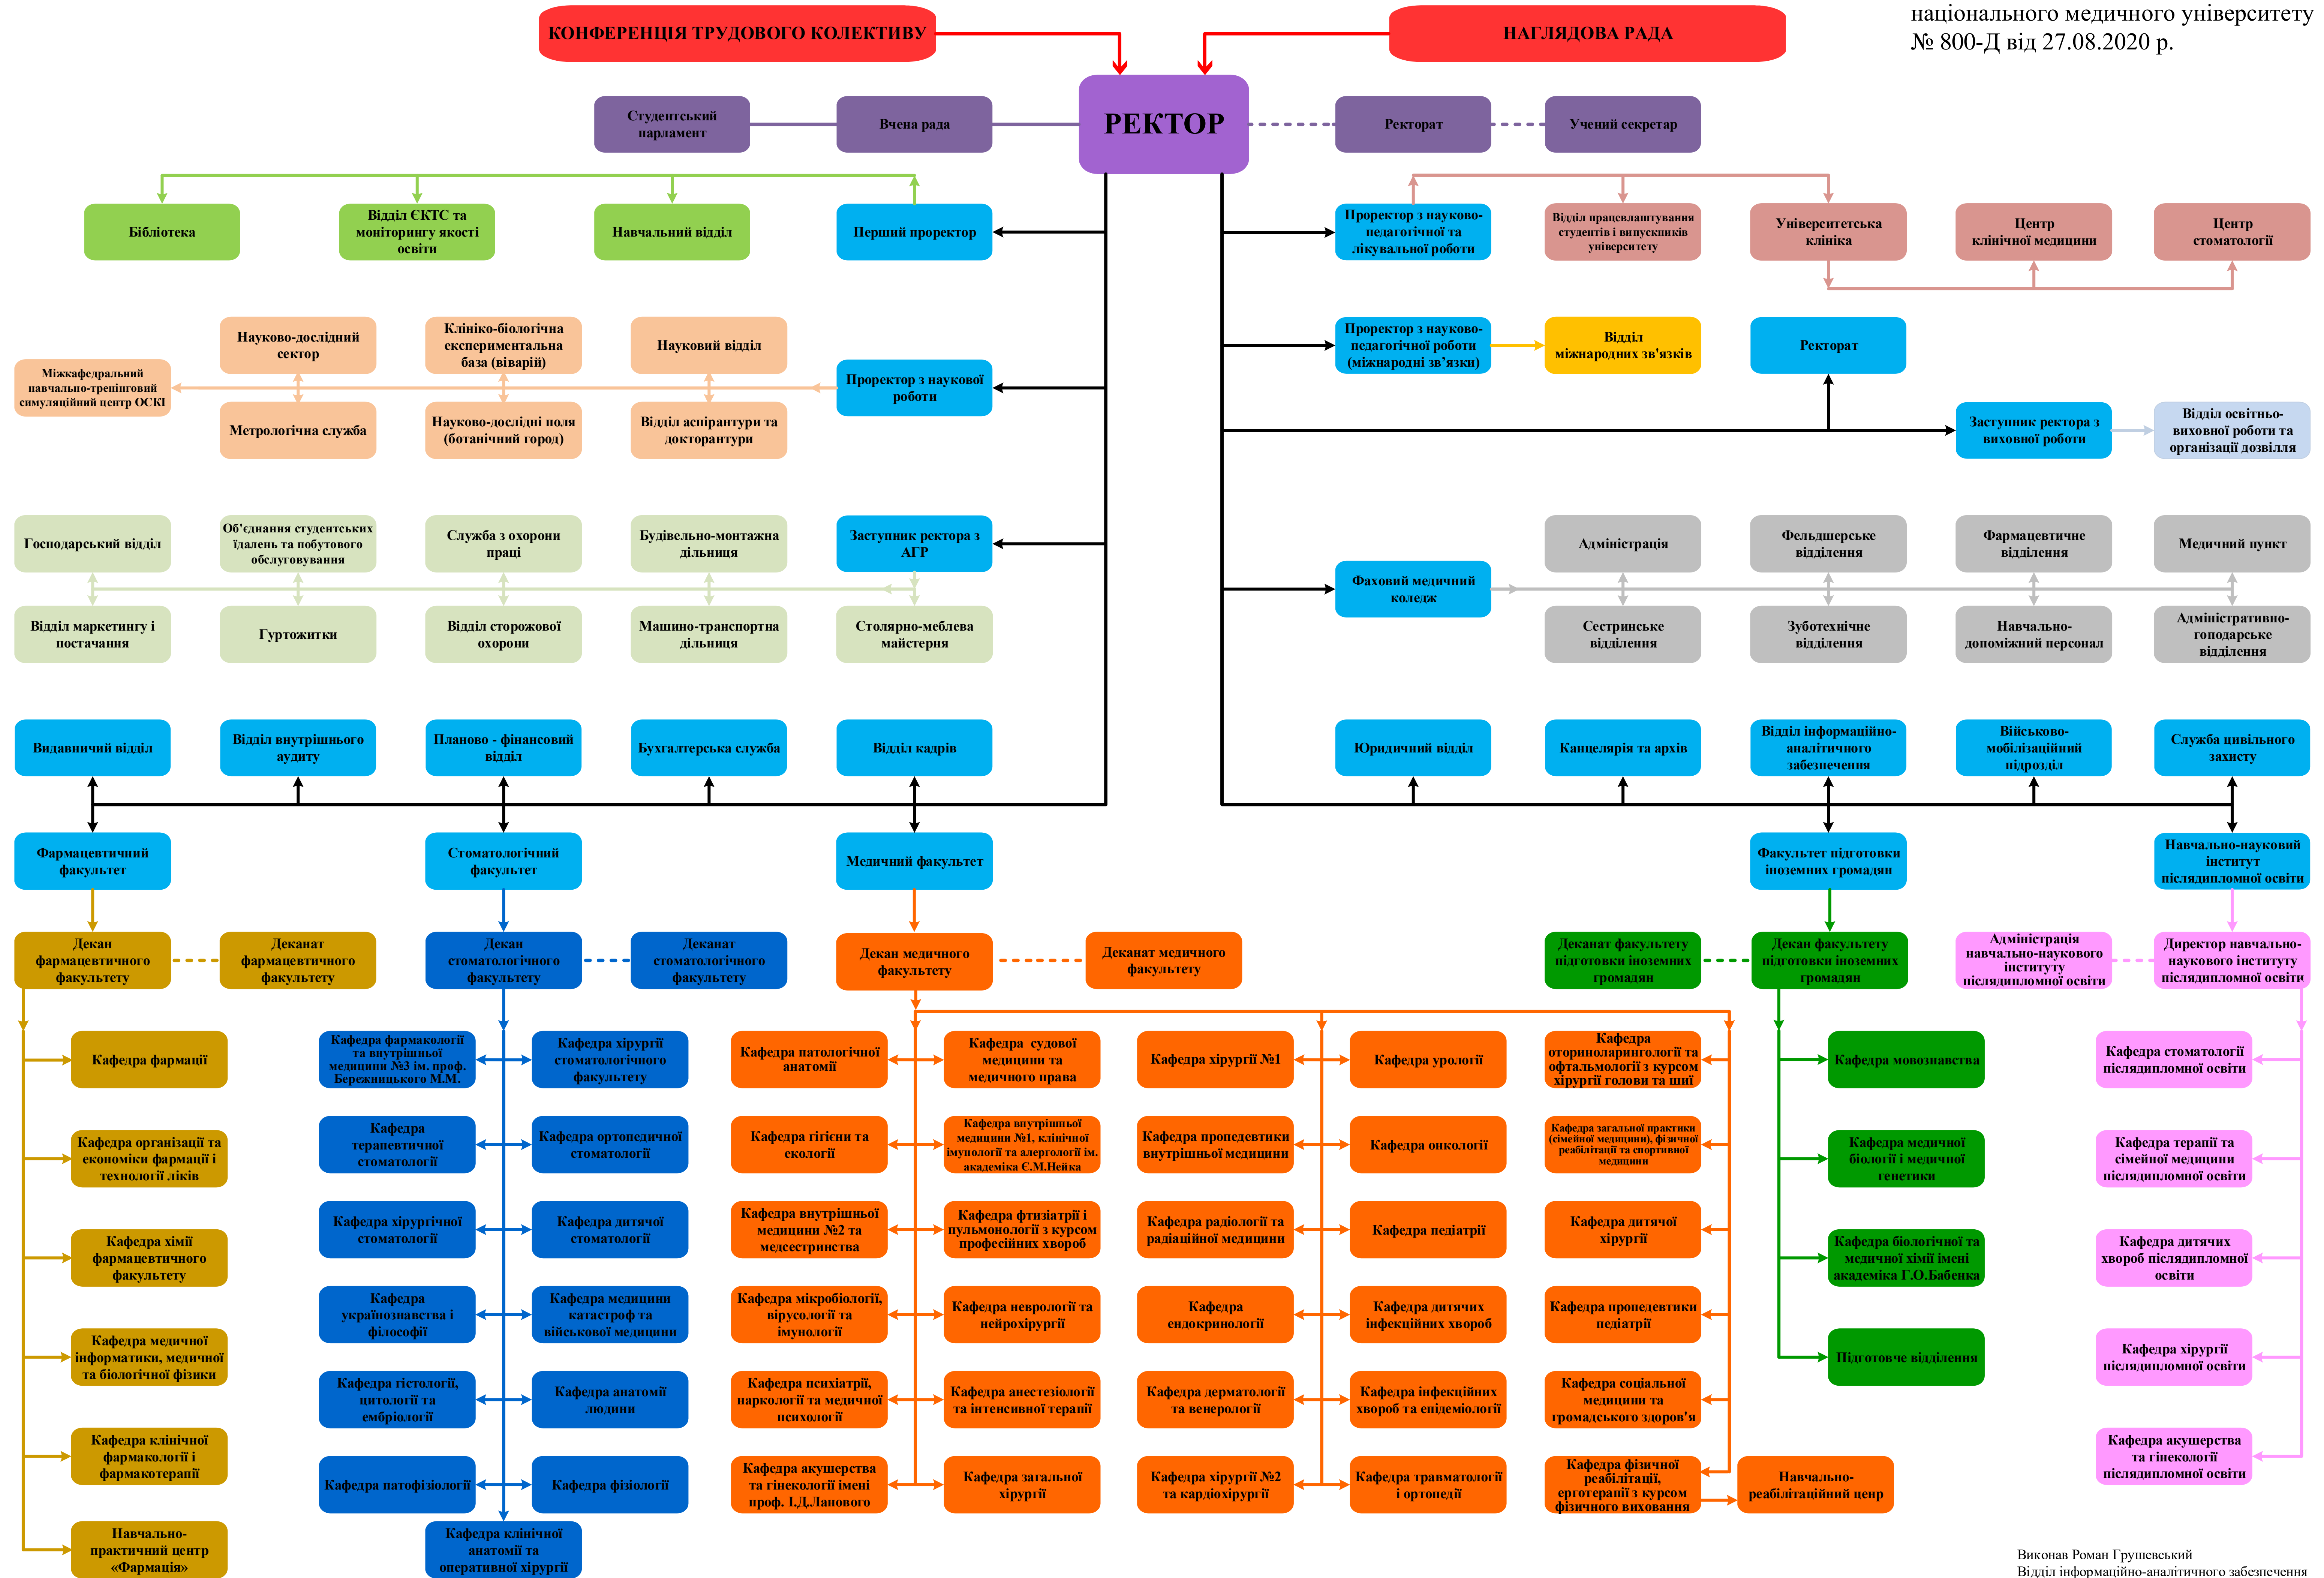 національного медичного університету
№ 800-Д від 27.08.2020 р.
КОНФЕРЕНЦІЯ ТРУДОВОГО КОЛЕКТИВУ
НАГЛЯДОВА РАДА
РЕКТОР
Студентський
парламент
Вчена рада
Ректорат
Учений секретар
Бібліотека
Відділ ЄКТС та
моніторингу якості
освіти
Навчальний відділ
Перший проректор
Проректор з науково-
педагогічної та
лікувальної роботи
Відділ працевлаштування
студентів і випускників
університету
Університетська
клініка
Центр
клінічної медицини
Центр
стоматології
Міжкафедральний
навчально-тренінговий
симуляційний центр ОСКІ
Науково-дослідний
сектор
Клініко-біологічна
експериментальна
база (віварій)
Науковий відділ
Проректор з наукової
роботи
Метрологічна служба
Науково-дослідні поля
(ботанічний город)
Відділ аспірантури та
докторантури
Проректор з науково-
педагогічної роботи
(міжнародні зв’язки)
Відділ
міжнародних зв'язків
Ректорат
Заступник ректора з
виховної роботи
Відділ освітньо-
виховної роботи та
організації дозвілля
Господарський відділ
Об'єднання студентських
їдалень та побутового
обслуговування
Служба з охорони
праці
Будівельно-монтажна
дільниця
Заступник ректора з
АГР
Відділ маркетингу і
постачання
Гуртожитки
Відділ сторожової
охорони
Машино-транспортна
дільниця
Столярно-меблева
майстерня
Фаховий медичний
коледж
Адміністрація
Фельдшерське
відділення
Фармацевтичне
відділення
Медичний пункт
Сестринське
відділення
Зуботехнічне
відділення
Навчально-
допоміжний персонал
Адміністративно-
гоподарське
відділення
Видавничий відділ
Відділ внутрішнього
аудиту
Планово - фінансовий
відділ
Бухгалтерська служба
Відділ кадрів
Юридичний відділ
Канцелярія та архів
Відділ інформаційно-
аналітичного
забезпечення
Військово-
мобілізаційний
підрозділ
Служба цивільного
захисту
Фармацевтичний
факультет
Стоматологічний
факультет
Медичний факультет
Факультет підготовки
іноземних громадян
Навчально-науковий
інститут
післядипломної освіти
Декан
фармацевтичного
факультету
Деканат
фармацевтичного
факультету
Декан
стоматологічного
факультету
Деканат
стоматологічного
факультету
Декан медичного
факультету
Деканат медичного
факультету
Деканат факультету
підготовки іноземних
громадян
Декан факультету
підготовки іноземних
громадян
Адміністрація
навчально-наукового
інституту
післядипломної освіти
Директор навчально-
наукового інституту
післядипломної освіти
Кафедра фармації
Кафедра організації та
економіки фармації і
технології ліків
Кафедра хімії
фармацевтичного
факультету
Кафедра медичної
інформатики, медичної
та біологічної фізики
Кафедра клінічної
фармакології і
фармакотерапії
Навчально-
практичний центр
«Фармація»
Кафедра фармакології
та внутрішньої
медицини №3 ім. проф.
Бережницького М.М.
Кафедра хірургії
стоматологічного
факультету
Кафедра
терапевтичної
стоматології
Кафедра ортопедичної
стоматології
Кафедра хірургічної
стоматології
Кафедра дитячої
стоматології
Кафедра
українознавства і
філософії
Кафедра медицини
катастроф та
військової медицини
Кафедра гістології,
цитології та
ембріології
Кафедра анатомії
людини
Кафедра патофізіології
Кафедра фізіології
Кафедра клінічної
анатомії та
оперативної хірургії
Кафедра патологічної
анатомії
Кафедра судової
медицини та
медичного права
Кафедра гігієни та
екології
Кафедра внутрішньої
медицини №1, клінічної
імунології та алергології ім.
академіка Є.М.Нейка
Кафедра внутрішньої
медицини №2 та
медсестринства
Кафедра фтизіатрії і
пульмонології з курсом
професійних хвороб
Кафедра мікробіології,
вірусології та
імунології
Кафедра неврології та
нейрохірургії
Кафедра психіатрії,
наркології та медичної
психології
Кафедра анестезіології
та інтенсивної терапії
Кафедра акушерства
та гінекології імені
проф. І.Д.Ланового
Кафедра загальної
хірургії
Кафедра хірургії №1
Кафедра урології
Кафедра пропедевтики
внутрішньої медицини
Кафедра онкології
Кафедра радіології та
радіаційної медицини
Кафедра педіатрії
Кафедра
ендокринології
Кафедра дитячих
інфекційних хвороб
Кафедра дерматології
та венерології
Кафедра інфекційних
хвороб та епідеміології
Кафедра хірургії №2
та кардіохірургії
Кафедра травматології
і ортопедії
Кафедра
оториноларингології та
офтальмології з курсом
хірургії голови та шиї
Кафедра загальної практики
(сімейної медицини), фізичної
реабілітації та спортивної
медицини
Кафедра дитячої
хірургії
Кафедра пропедевтики
педіатрії
Кафедра соціальної
медицини та
громадського здоров'я
Кафедра фізичної
реабілітації,
ерготерапії з курсом
фізичного виховання
Навчально-
реабілітаційний ценр
Кафедра мовознавства
Кафедра медичної
біології і медичної
генетики
Кафедра біологічної та
медичної хімії імені
академіка Г.О.Бабенка
Підготовче відділення
Кафедра стоматології
післядипломної освіти
Кафедра терапії та
сімейної медицини
післядипломної освіти
Кафедра дитячих
хвороб післядипломної
освіти
Кафедра хірургії
післядипломної освіти
Кафедра акушерства
та гінекології
післядипломної освіти
Виконав Роман Грушевський
Відділ інформаційно-аналітичного забезпечення